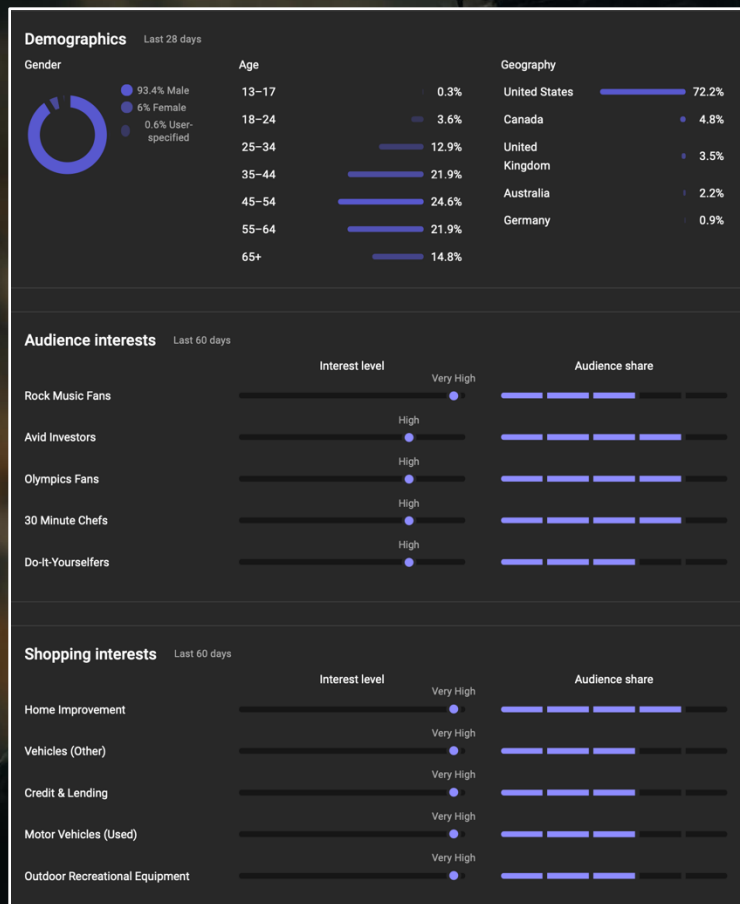 Demographics Last 28 days
Gender
93.4% Male
6% Female
0.6% User-
specified
Age
13–17 0.3%
18–24 3.6%
25–34 12.9%
35–44 21.9%
45–54 24.6%
55–64 21.9%
65+ 14.8%
Geography
United States 72.2%
Canada 4.8%
United
Kingdom 3.5%
Australia 2.2%
Germany 0.9%
Audience interests Last 60 days
Interest level Audience share
Very High
Rock Music Fans
High
Avid Investors
High
Olympics Fans
High
30 Minute Chefs
High
Do-It-Yourselfers
Shopping interests Last 60 days
Interest level Audience share
Very High
Home Improvement
Very High
Vehicles (Other)
Very High
Credit & Lending
Very High
Motor Vehicles (Used)
Very High
Outdoor Recreational Equipment